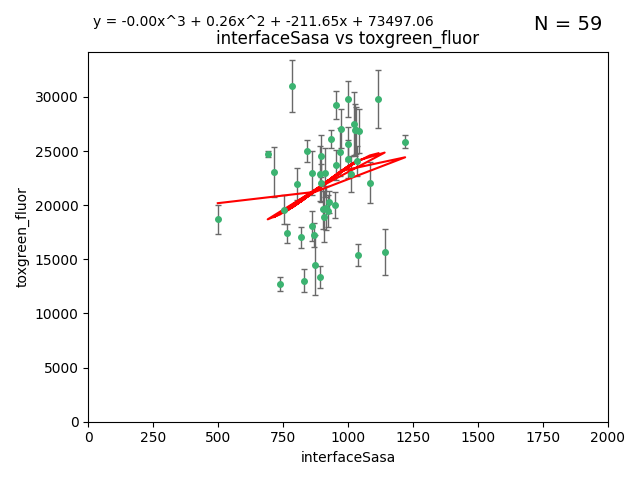 y = -0.00x^3 + 0.26x^2 + -211.65x + 73497.06
N = 59
interfaceSasa vs toxgreen_fluor
30000
25000
20000
15000
10000
5000
0
toxgreen_fluor
0 250 500 750 1000 1250 1500 1750 2000
interfaceSasa